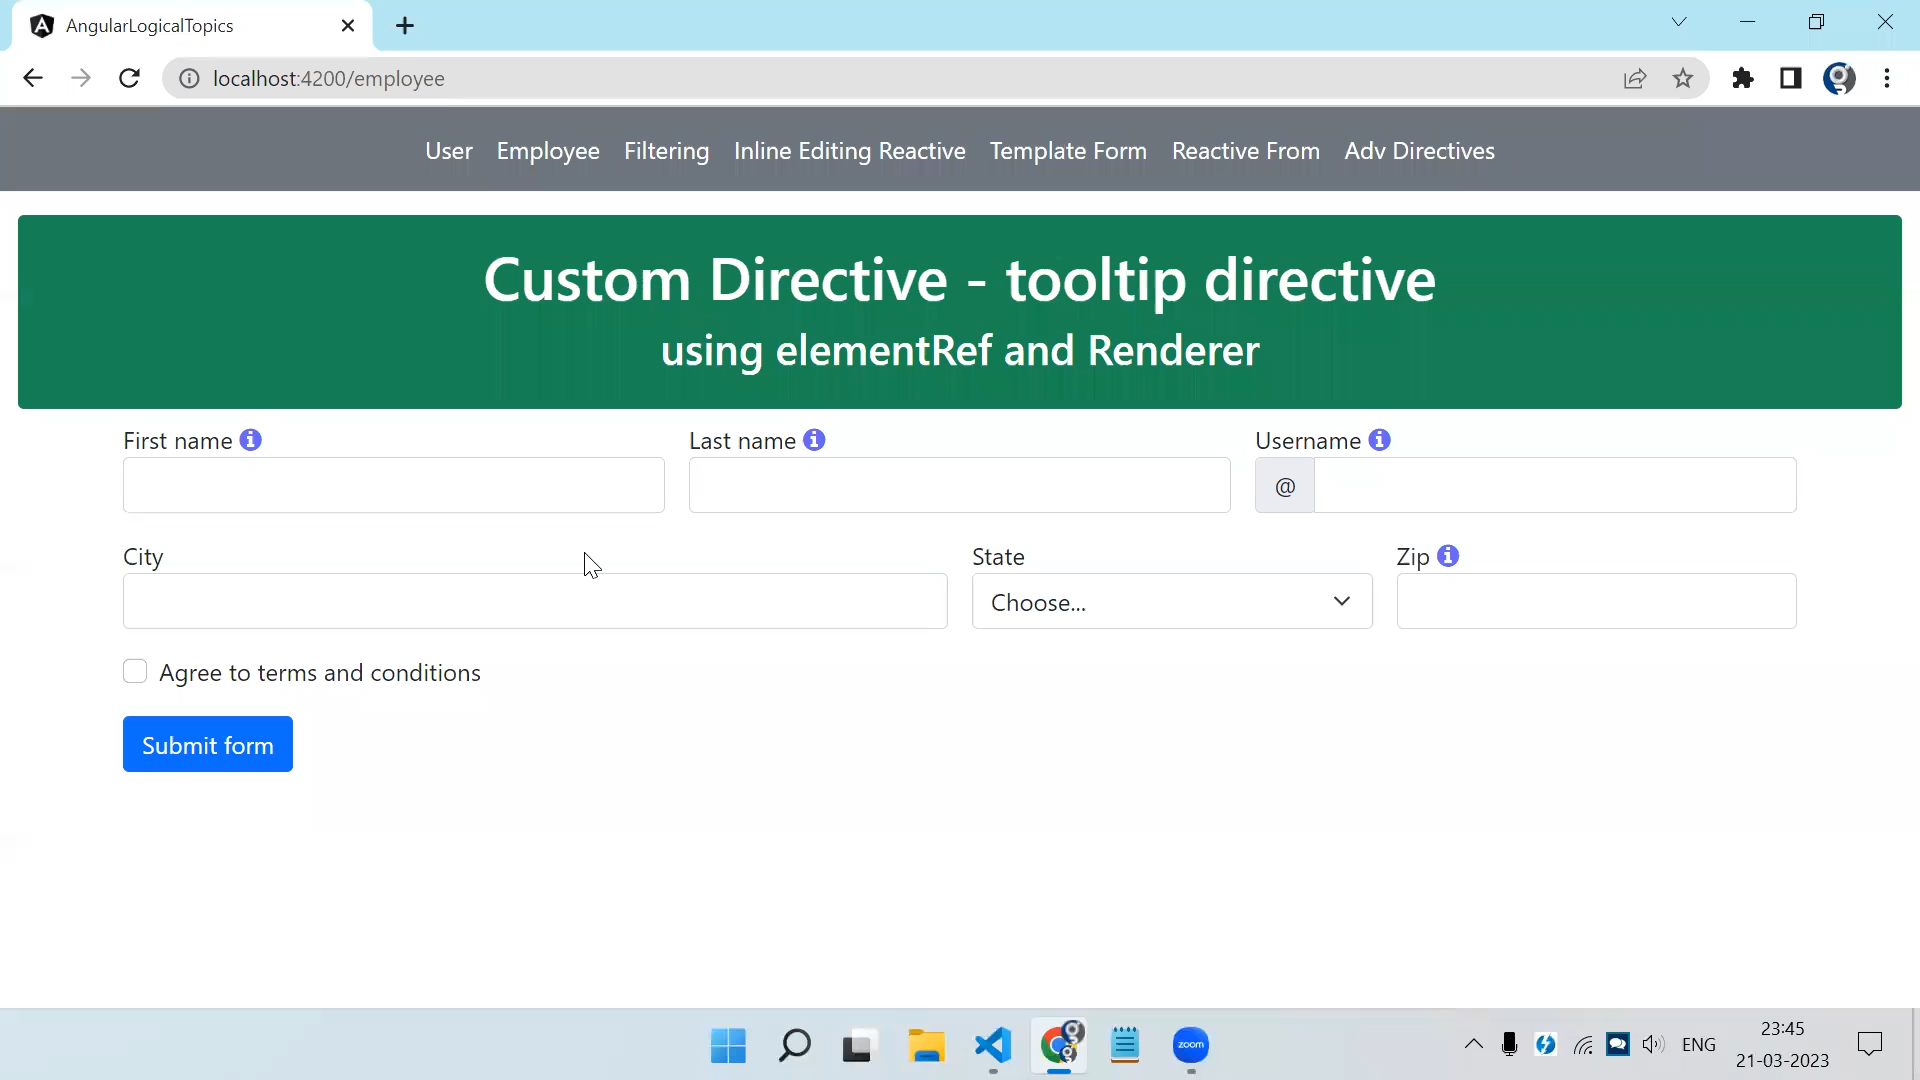 AngularLogicalTopics
localhost:4200/employee
User Employee Filtering Inline Editing Reactive Template Form Reactive From Adv Directives
Custom Directive - tooltip directive
using elementRef and Renderer
First name Last name Username
@
City State Zip
Choose...
Agree to terms and conditions
Submit form
zoom
ENG
23:45
21-03-2023